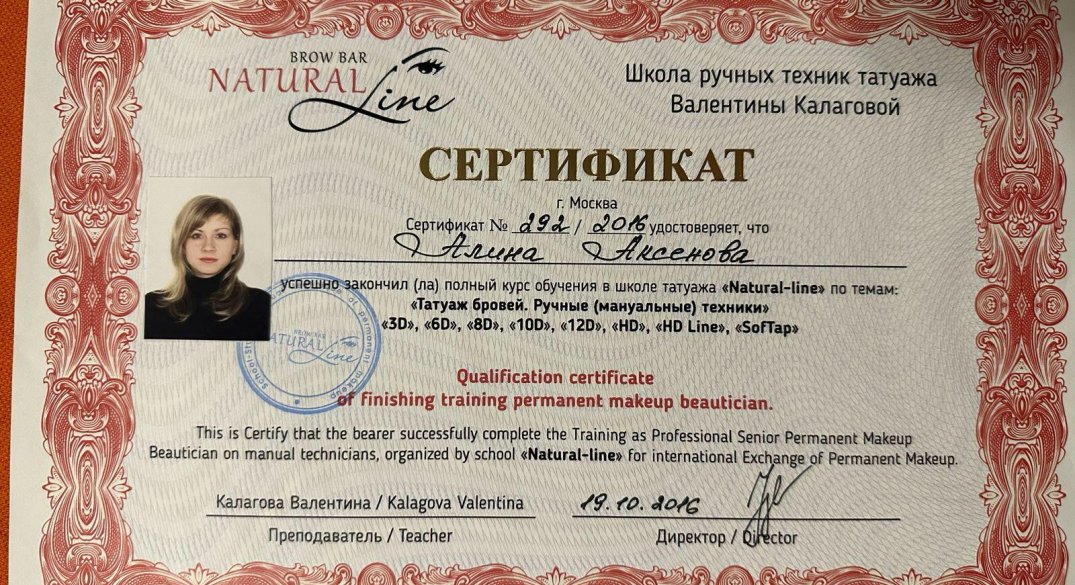 BROW BAR
NATURAL Line
Школа ручных техник татуажа
Валентины Калаговой
СЕРТИФИКАТ
г. Москва
Сертификат № 292 / 2016 удостоверяет, что
Алина Аксенова
успешно закончил (ла) полный курс обучения в школе татуажа «Natural-line» по темам:
«Татуаж бровей. Ручные (мануальные) техники»
«3D», «6D», «8D», «10D», «12D», «HD», «HD Line», «SofTap»
NATURAL Line
of permanent makeup
Qualification certificate
of finishing training permanent makeup beautician.
This is Certify that the bearer successfully complete the Training as Professional Senior Permanent Makeup
Beautician on manual technicians, organized by school «Natural-line» for international Exchange of Permanent Makeup.
Калагова Валентина / Kalagova Valentina
19.10.2016
Преподаватель / Teacher
Директор / Director